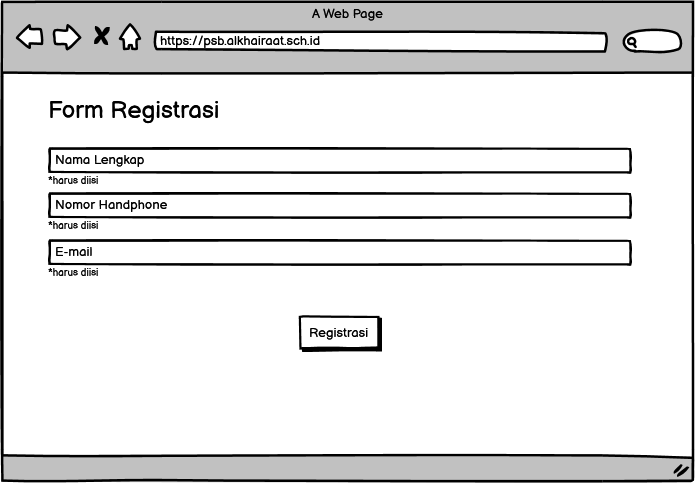 A Web Page
https://psb.alkhairaat.sch.id
Form Registrasi
Nama Lengkap
*harus diisi
Nomor Handphone
*harus diisi
E-mail
*harus diisi
Registrasi